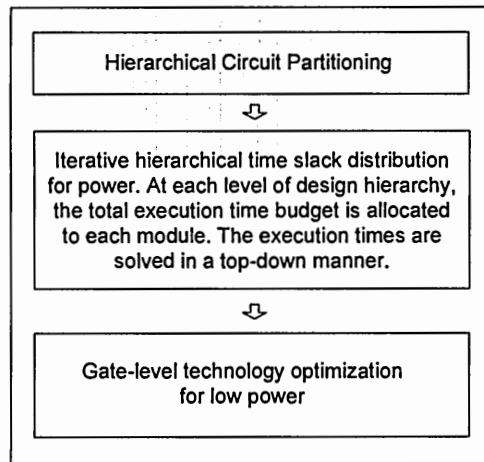 Hierarchical Circuit Partitioning
Iterative hierarchical time slack distribution
for power. At each level of design hierarchy,
the total execution time budget is allocated
to each module. The execution times are
solved in a top-down manner.
Gate-level technology optimization
for low power